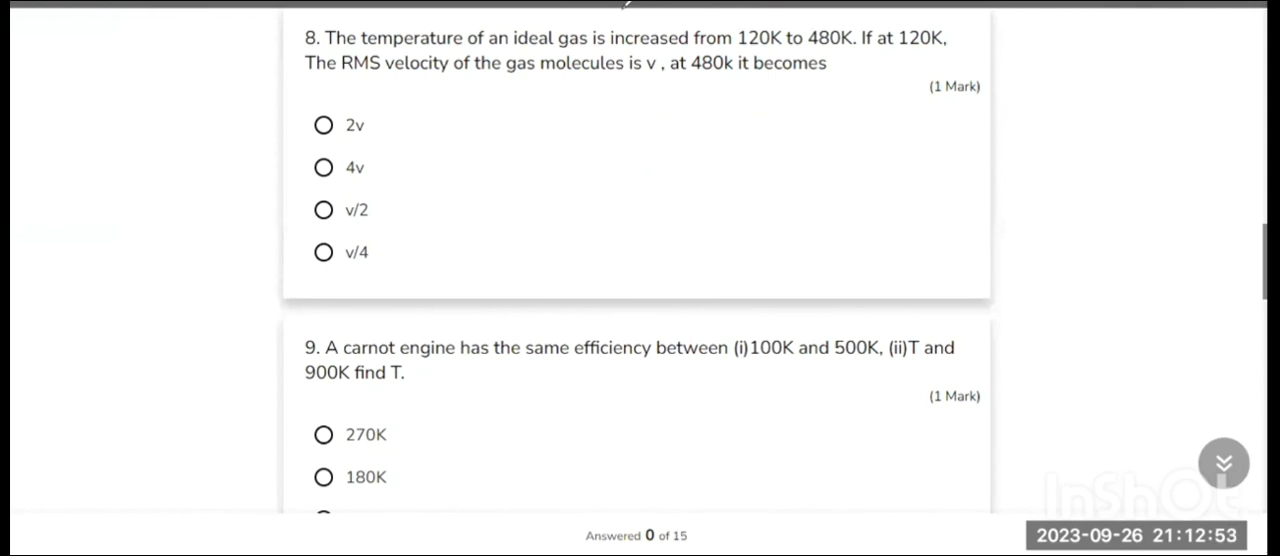 8. The temperature of an ideal gas is increased from 120K to 480K. If at 120K,
The RMS velocity of the gas molecules is v , at 480k it becomes
(1 Mark)
2v
4v
v/2
v/4
9. A carnot engine has the same efficiency between (i)100K and 500K, (ii)T and
900K find T.
(1 Mark)
270K
180K
InShOt
Answered 0 of 15
2023-09-26 21:12:53